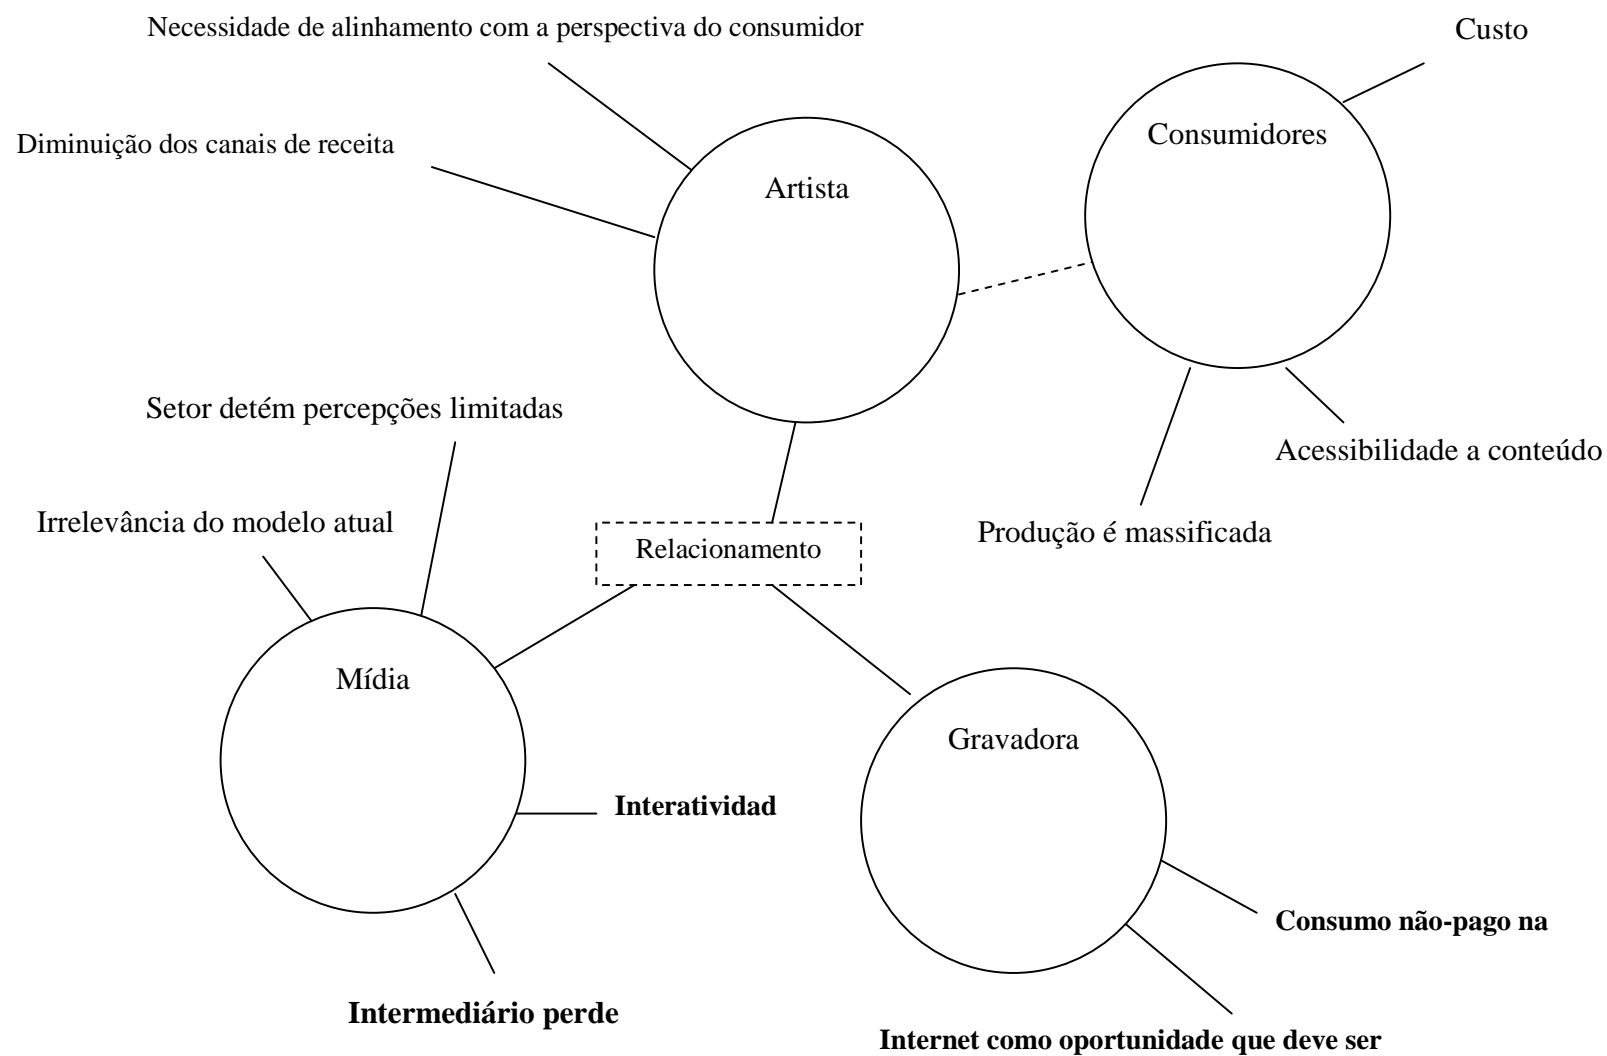 Necessidade de alinhamento com a perspectiva do consumidor
Custo
Diminuição dos canais de receita
Consumidores
Artista
Setor detém percepções limitadas
Acessibilidade a conteúdo
Irrelevância do modelo atual
Relacionamento
Produção é massificada
Mídia
Gravadora
Interatividad
Consumo não-pago na
Intermediário perde
Internet como oportunidade que deve ser